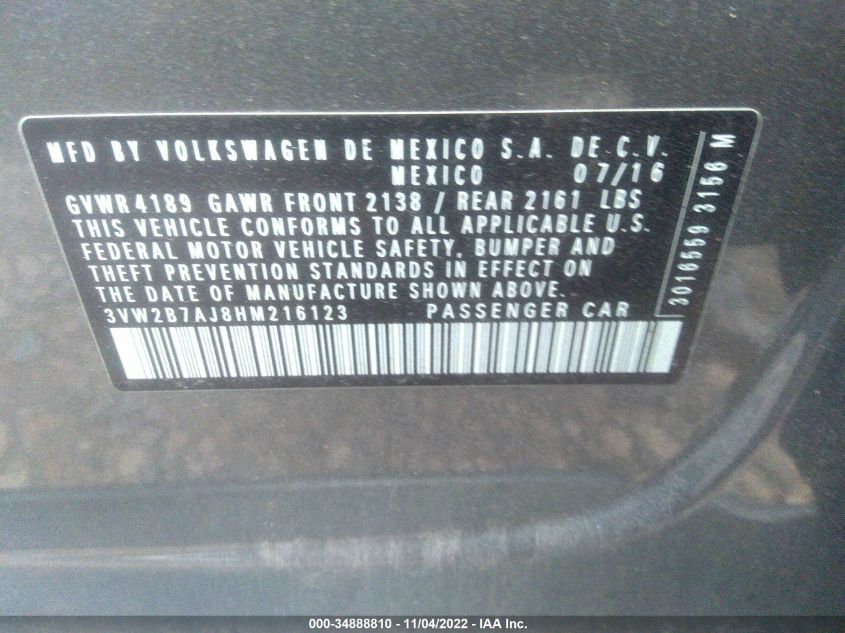 MFD BY VOLKSWAGEN DE MEXICO S.A. DE C.V.
MEXICO 07/16
GVWR 4189 GAWR FRONT 2138 / REAR 2161 LBS
THIS VEHICLE CONFORMS TO ALL APPLICABLE U.S.
FEDERAL MOTOR VEHICLE SAFETY, BUMPER AND
THEFT PREVENTION STANDARDS IN EFFECT ON
THE DATE OF MANUFACTURE SHOWN ABOVE.
3VW2B7AJ8HM216123 PASSENGER CAR
3016559 3156 M
000-34888810 - 11/04/2022 - IAA Inc.